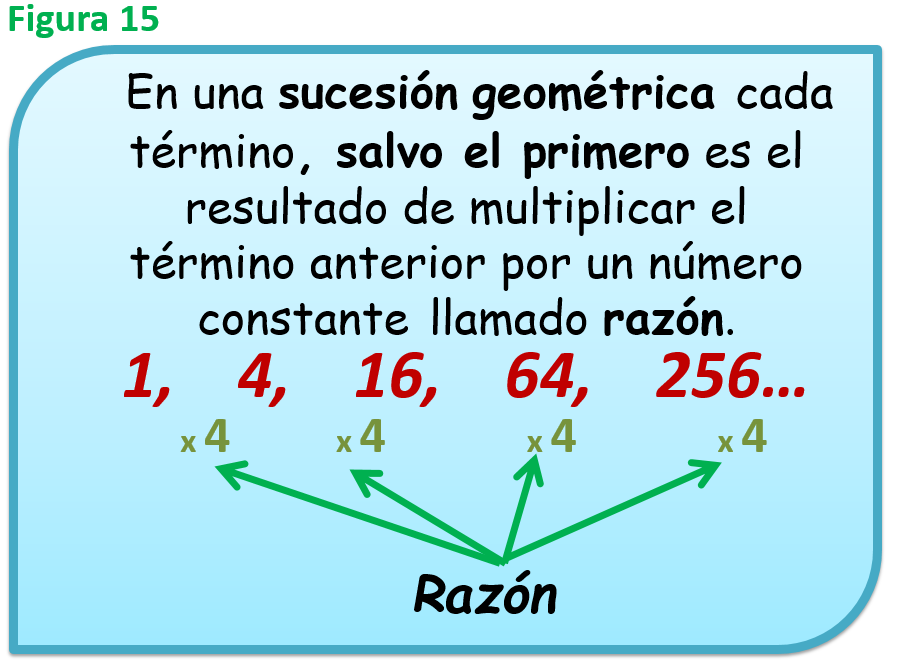 Figura 15
En una sucesión geométrica cada
término, salvo el primero es el
resultado de multiplicar el
término anterior por un número
constante llamado razón.
1, 4, 16, 64, 256...
x 4 x 4 x 4 x 4
Razón